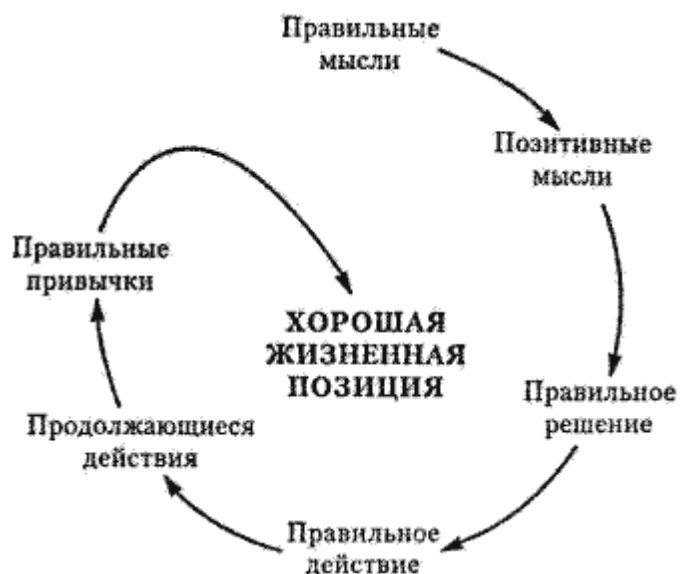 Правильные
мысли
Позитивные
мысли
Правильное
решение
Правильное
действие
Продолжающиеся
действия
Правильные
привычки
ХОРОШАЯ
ЖИЗНЕННАЯ
ПОЗИЦИЯ